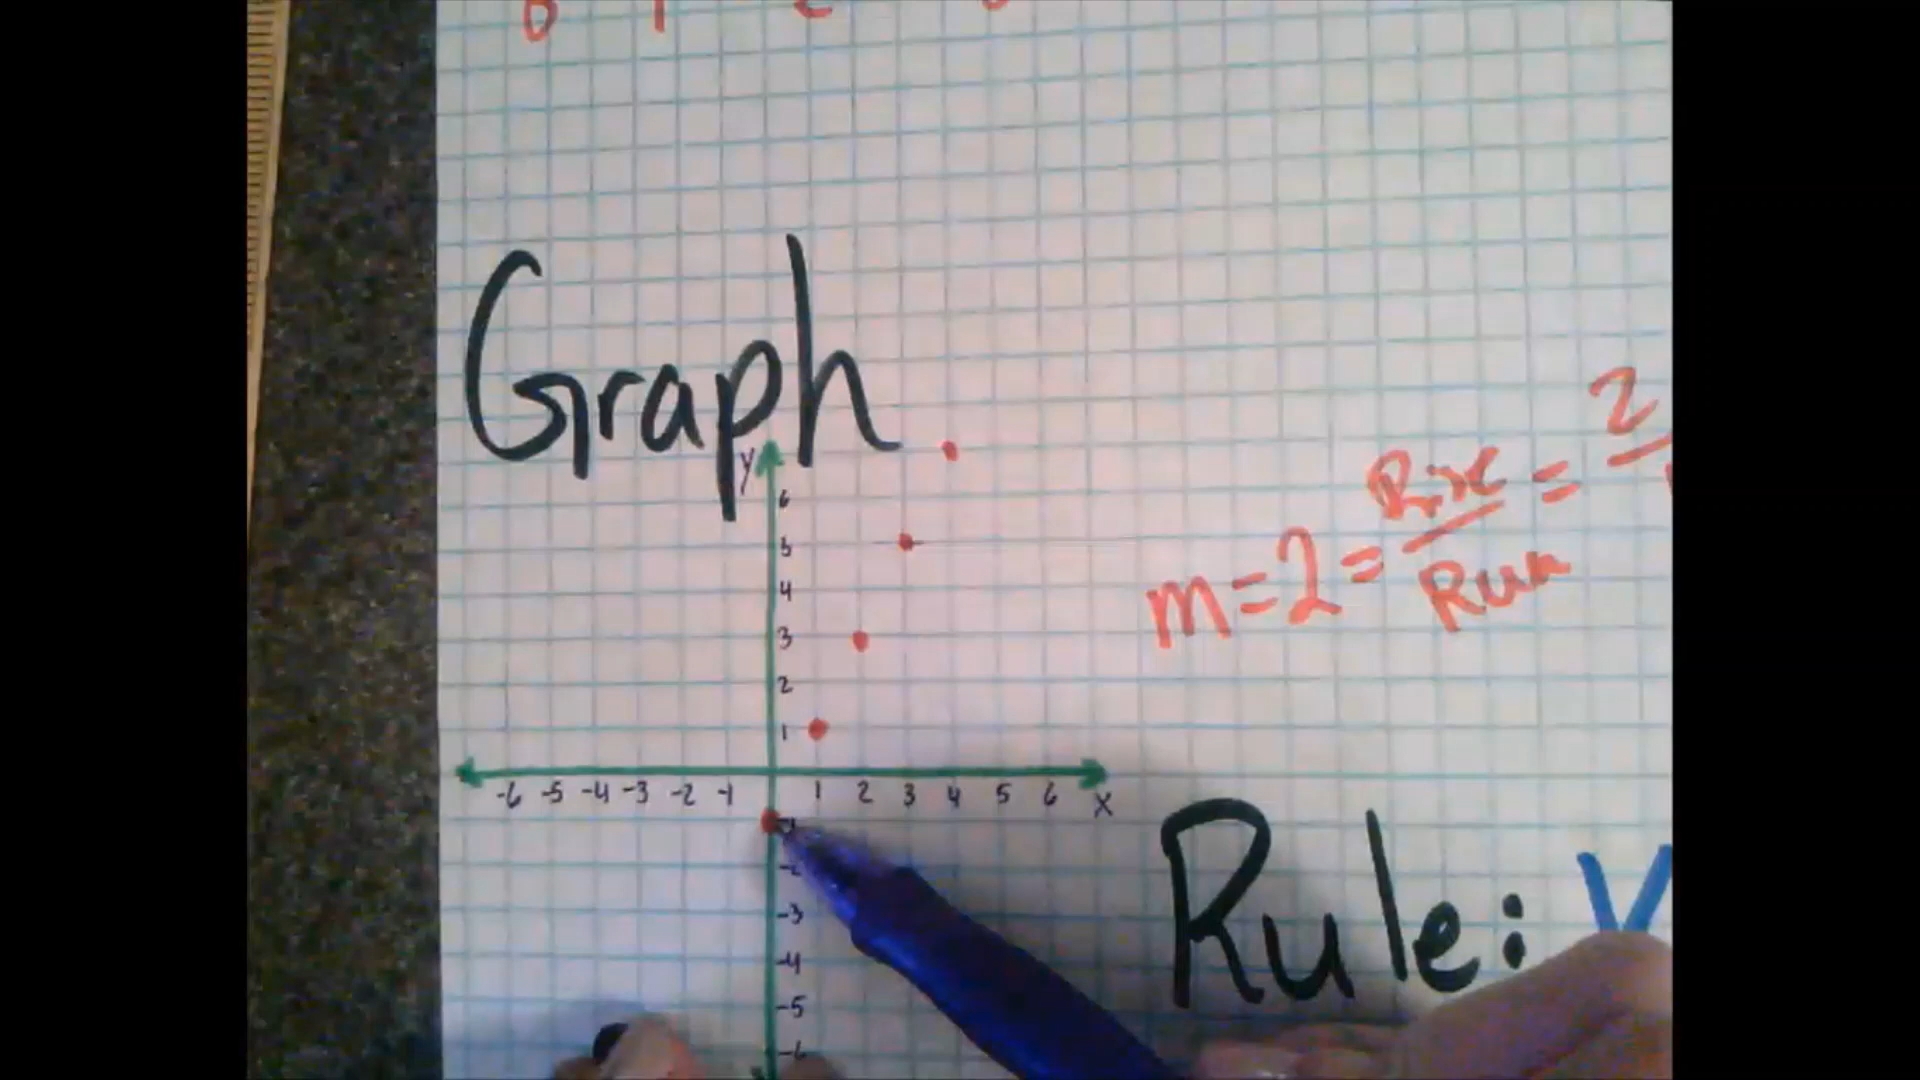 Graph
y
6
5
4
3
2
1
-6 -5 -4 -3 -2 -1 1 2 3 4 5 6 x
-2
-3
-4
-5
-6
m = 2 = Rise = 2
Run
Rule: y